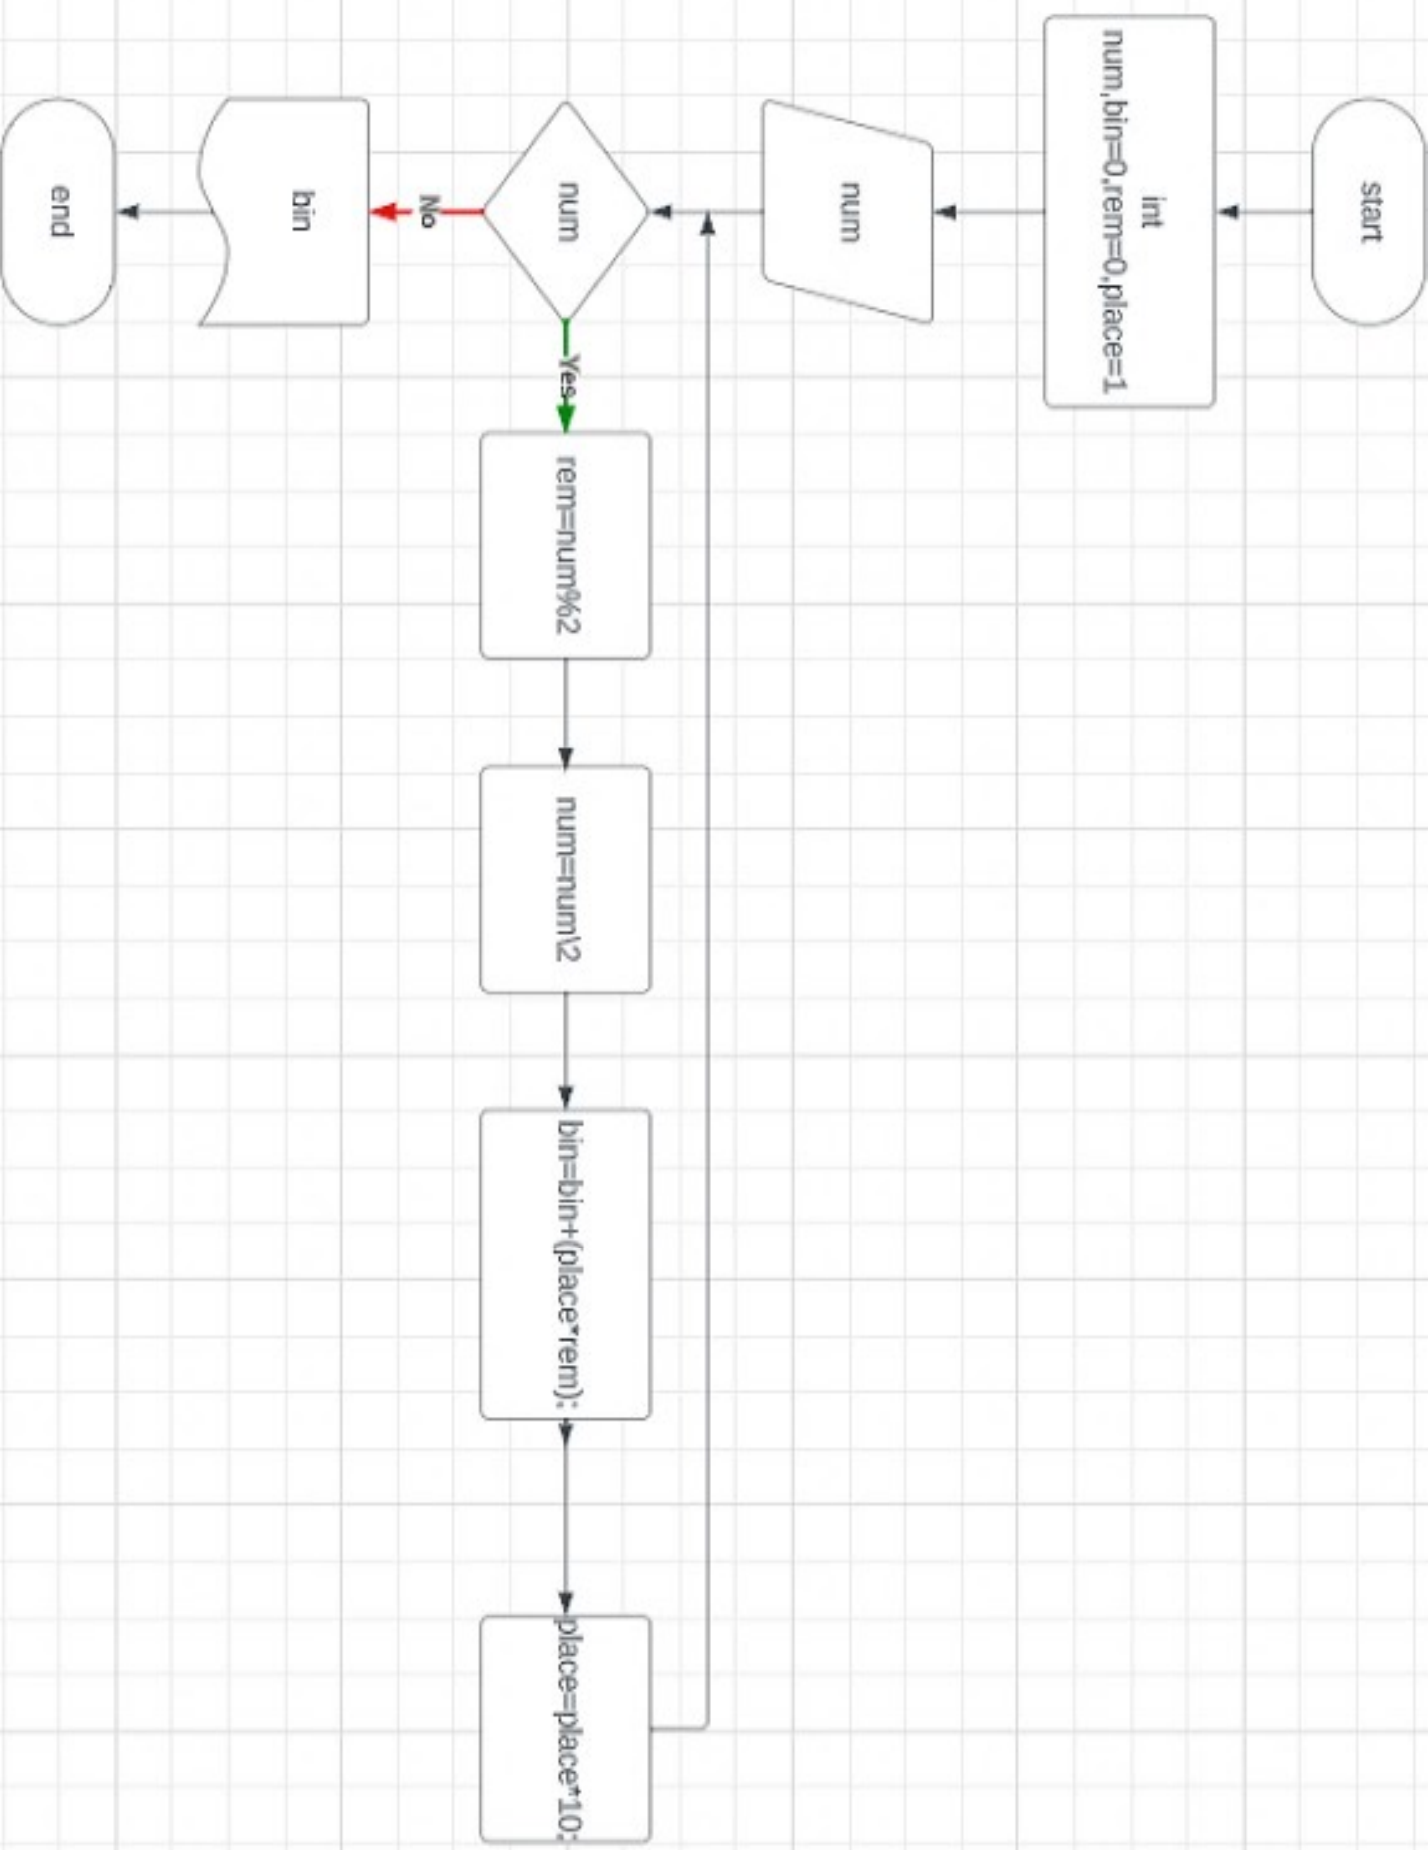 start
int
num,bin=0,rem=0,place=1
num
num
Yes
No
rem=num%2
num=num\2
bin=bin+(place*rem);
place=place*10;
bin
end